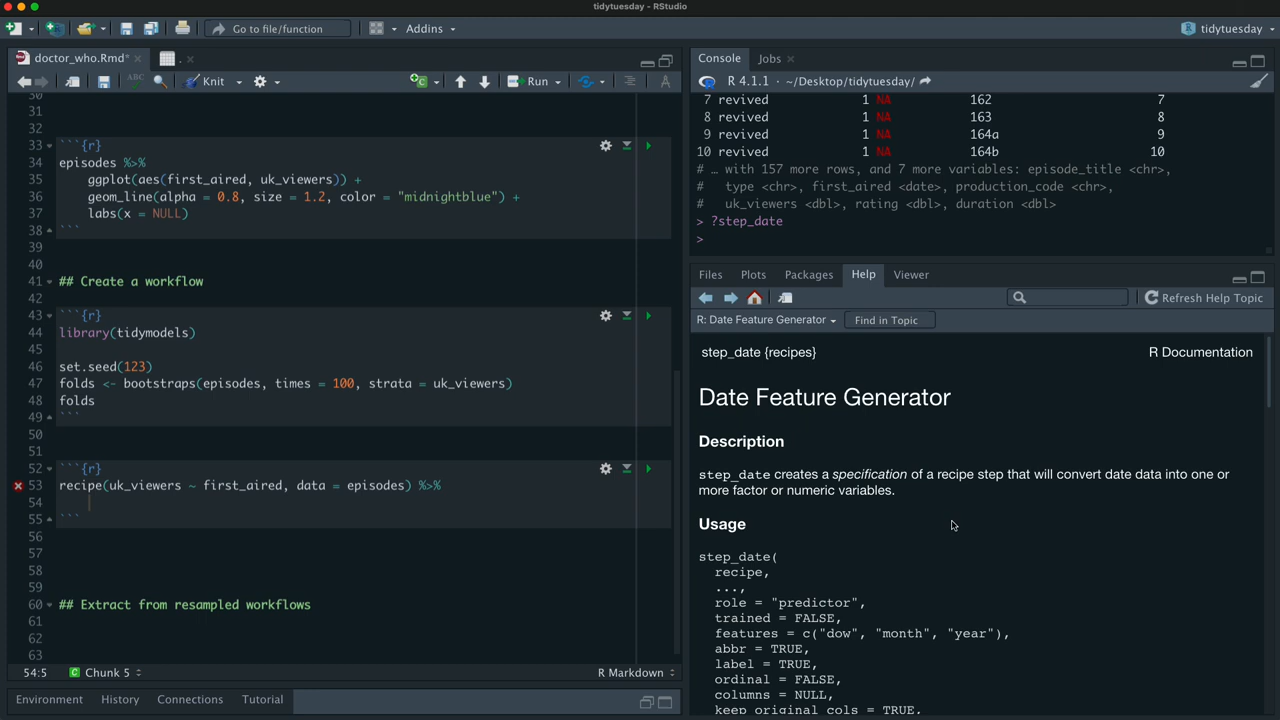 tidytuesday - RStudio
Go to file/function
Addins
tidytuesday
doctor_who.Rmd*
.
ABC
Knit
Run
30
31
32
33 ```{r}
34 episodes %>%
35 ggplot(aes(first_aired, uk_viewers)) +
36 geom_line(alpha = 0.8, size = 1.2, color = "midnightblue") +
37 labs(x = NULL)
38 ```
39
40
41 ## Create a workflow
42
43 ```{r}
44 library(tidymodels)
45
46 set.seed(123)
47 folds <- bootstraps(episodes, times = 100, strata = uk_viewers)
48 folds
49 ```
50
51
52 ```{r}
53 recipe(uk_viewers ~ first_aired, data = episodes) %>%
54
55 ```
56
57
58
59
60 ## Extract from resampled workflows
61
62
63
54:5
Chunk 5
R Markdown
Environment
History
Connections
Tutorial
Console
Jobs
R 4.1.1 · ~/Desktop/tidytuesday/
7 revived 1 NA 162 7
8 revived 1 NA 163 8
9 revived 1 NA 164a 9
10 revived 1 NA 164b 10
# … with 157 more rows, and 7 more variables: episode_title <chr>,
# type <chr>, first_aired <date>, production_code <chr>,
# uk_viewers <dbl>, rating <dbl>, duration <dbl>
> ?step_date
>
Files
Plots
Packages
Help
Viewer
Refresh Help Topic
R: Date Feature Generator
Find in Topic
step_date {recipes}
R Documentation
Date Feature Generator
Description
step_date creates a specification of a recipe step that will convert date data into one or
more factor or numeric variables.
Usage
step_date(
recipe,
...,
role = "predictor",
trained = FALSE,
features = c("dow", "month", "year"),
abbr = TRUE,
label = TRUE,
ordinal = FALSE,
columns = NULL,
keep_original_cols = TRUE,